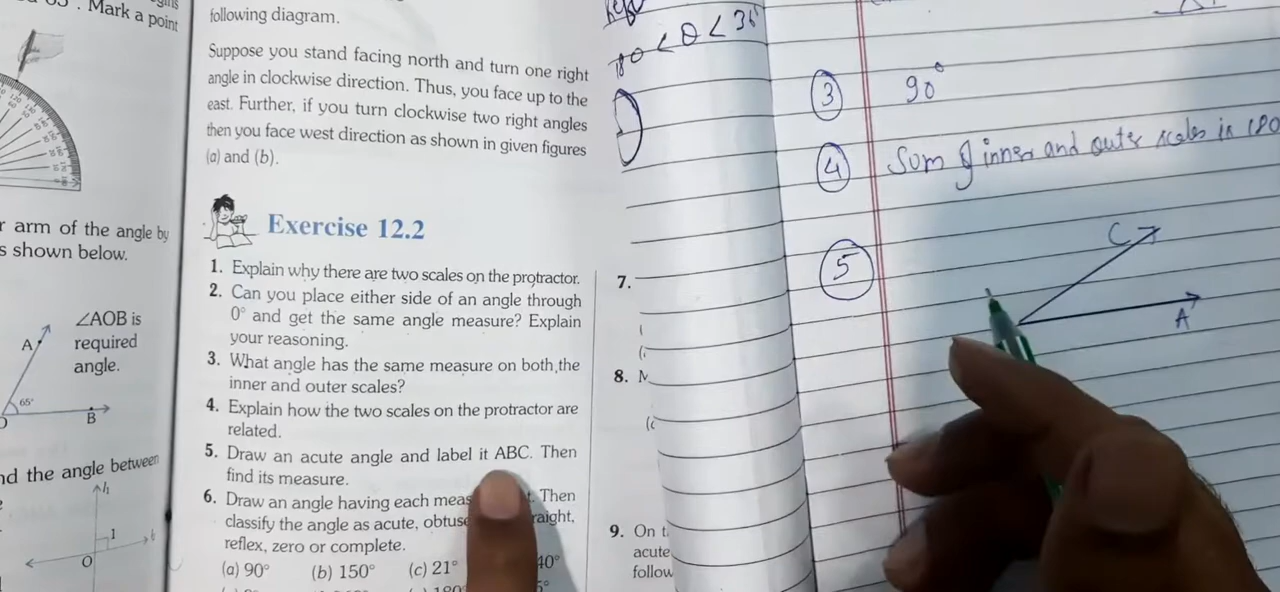 . Mark a point
r arm of the angle by
s shown below.
∠AOB is
required
angle.
A
65°
B
nd the angle between
O
1
following diagram.
Suppose you stand facing north and turn one right
angle in clockwise direction. Thus, you face up to the
east. Further, if you turn clockwise two right angles
then you face west direction as shown in given figures
(a) and (b).
Exercise 12.2
1. Explain why there are two scales on the protractor.
2. Can you place either side of an angle through
0° and get the same angle measure? Explain
your reasoning.
3. What angle has the same measure on both the
inner and outer scales?
4. Explain how the two scales on the protractor are
related.
5. Draw an acute angle and label it ABC. Then
find its measure.
6. Draw an angle having each meas Then
classify the angle as acute, obtuse raight,
reflex, zero or complete.
(a) 90° (b) 150° (c) 21° 40°
7.
8. M
9. On t
acute
follow
180 < θ < 36
3 90°
4 Sum of inner and outer scales is 180
5
C
A